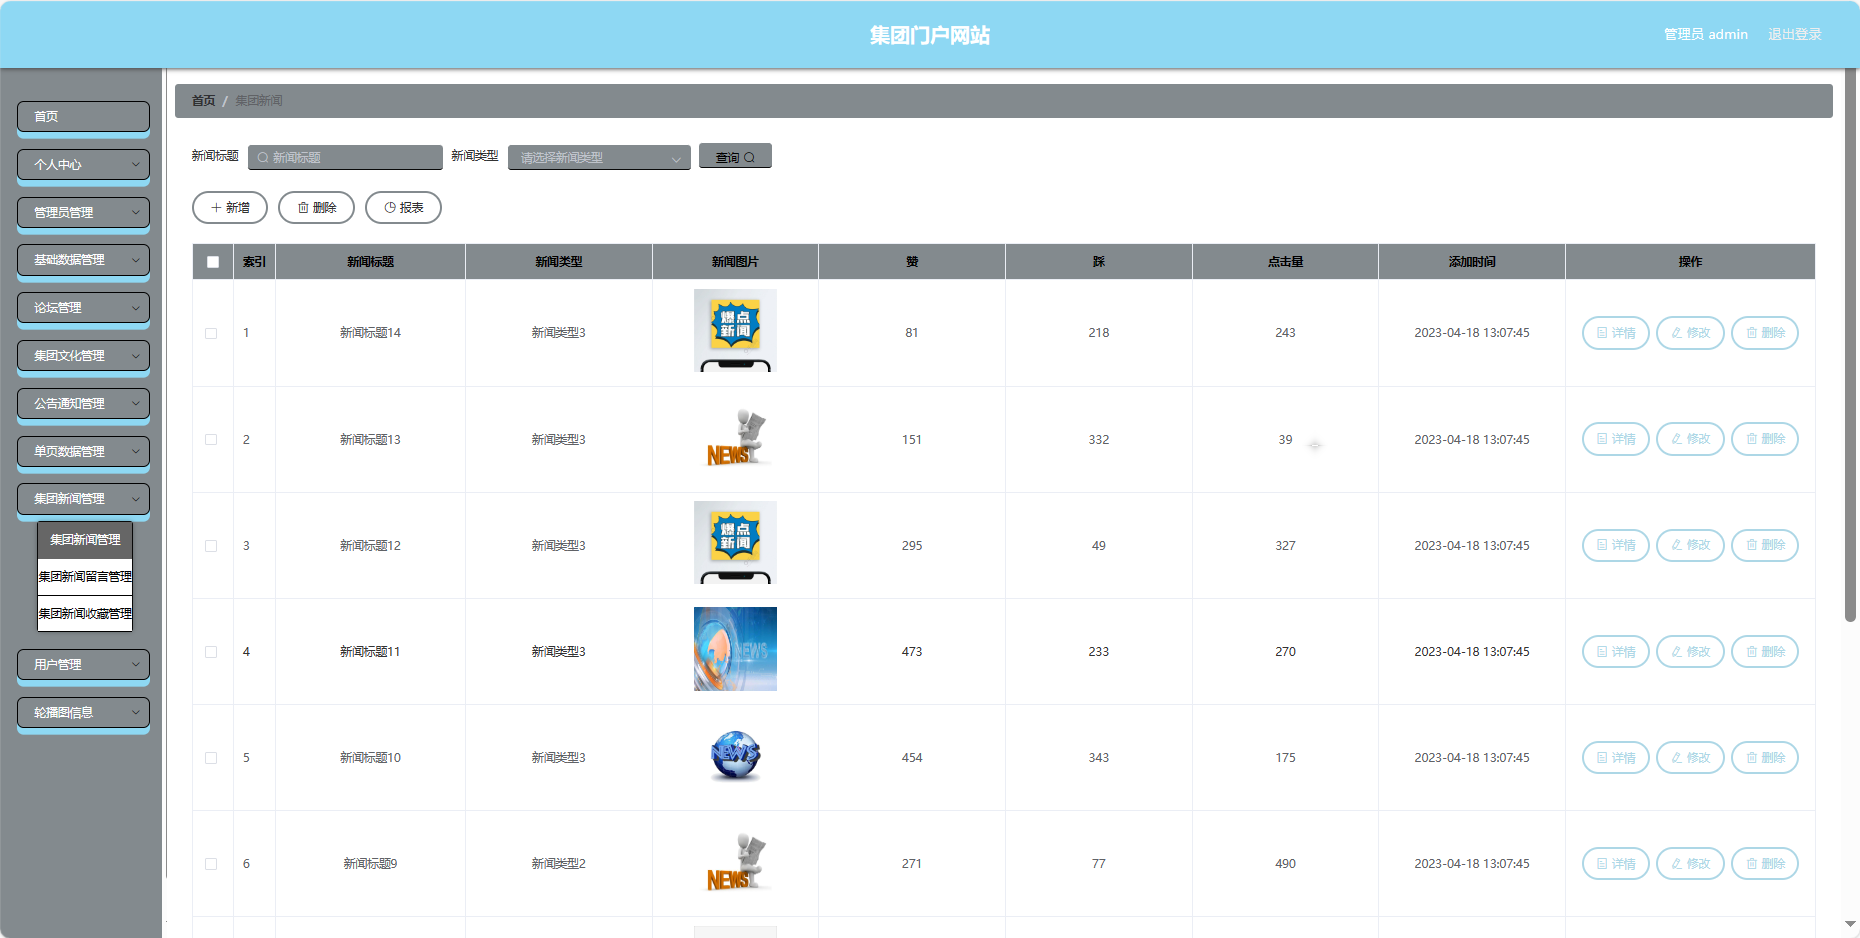 集团门户网站
管理员 admin 退出登录
首页
个人中心
管理员管理
基础数据管理
论坛管理
集团文化管理
公告通知管理
单页数据管理
集团新闻管理
集团新闻管理
集团新闻留言管理
集团新闻收藏管理
用户管理
轮播图信息
首页 / 集团新闻
新闻标题 新闻标题 新闻类型 请选择新闻类型 查询
新增 删除 报表
索引 新闻标题 新闻类型 新闻图片 赞 踩 点击量 添加时间 操作
爆点
新闻
1 新闻标题14 新闻类型3 81 218 243 2023-04-18 13:07:45 详情 修改 删除
2 新闻标题13 新闻类型3 151 332 39 2023-04-18 13:07:45 详情 修改 删除
NEWS
爆点
新闻
3 新闻标题12 新闻类型3 295 49 327 2023-04-18 13:07:45 详情 修改 删除
4 新闻标题11 新闻类型3 NEWS 473 233 270 2023-04-18 13:07:45 详情 修改 删除
5 新闻标题10 新闻类型3 NEWS 454 343 175 2023-04-18 13:07:45 详情 修改 删除
6 新闻标题9 新闻类型2 271 77 490 2023-04-18 13:07:45 详情 修改 删除
NEWS